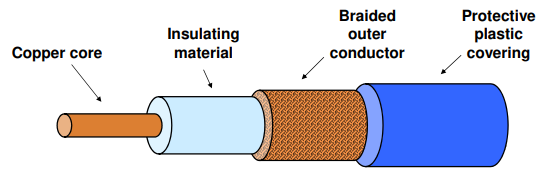 Copper core
Insulating
material
Braided
outer
conductor
Protective
plastic
covering